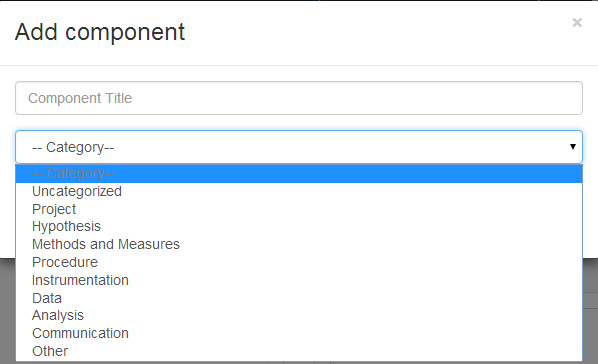 Add component
×
Component Title
-- Category--
-- Category--
Uncategorized
Project
Hypothesis
Methods and Measures
Procedure
Instrumentation
Data
Analysis
Communication
Other